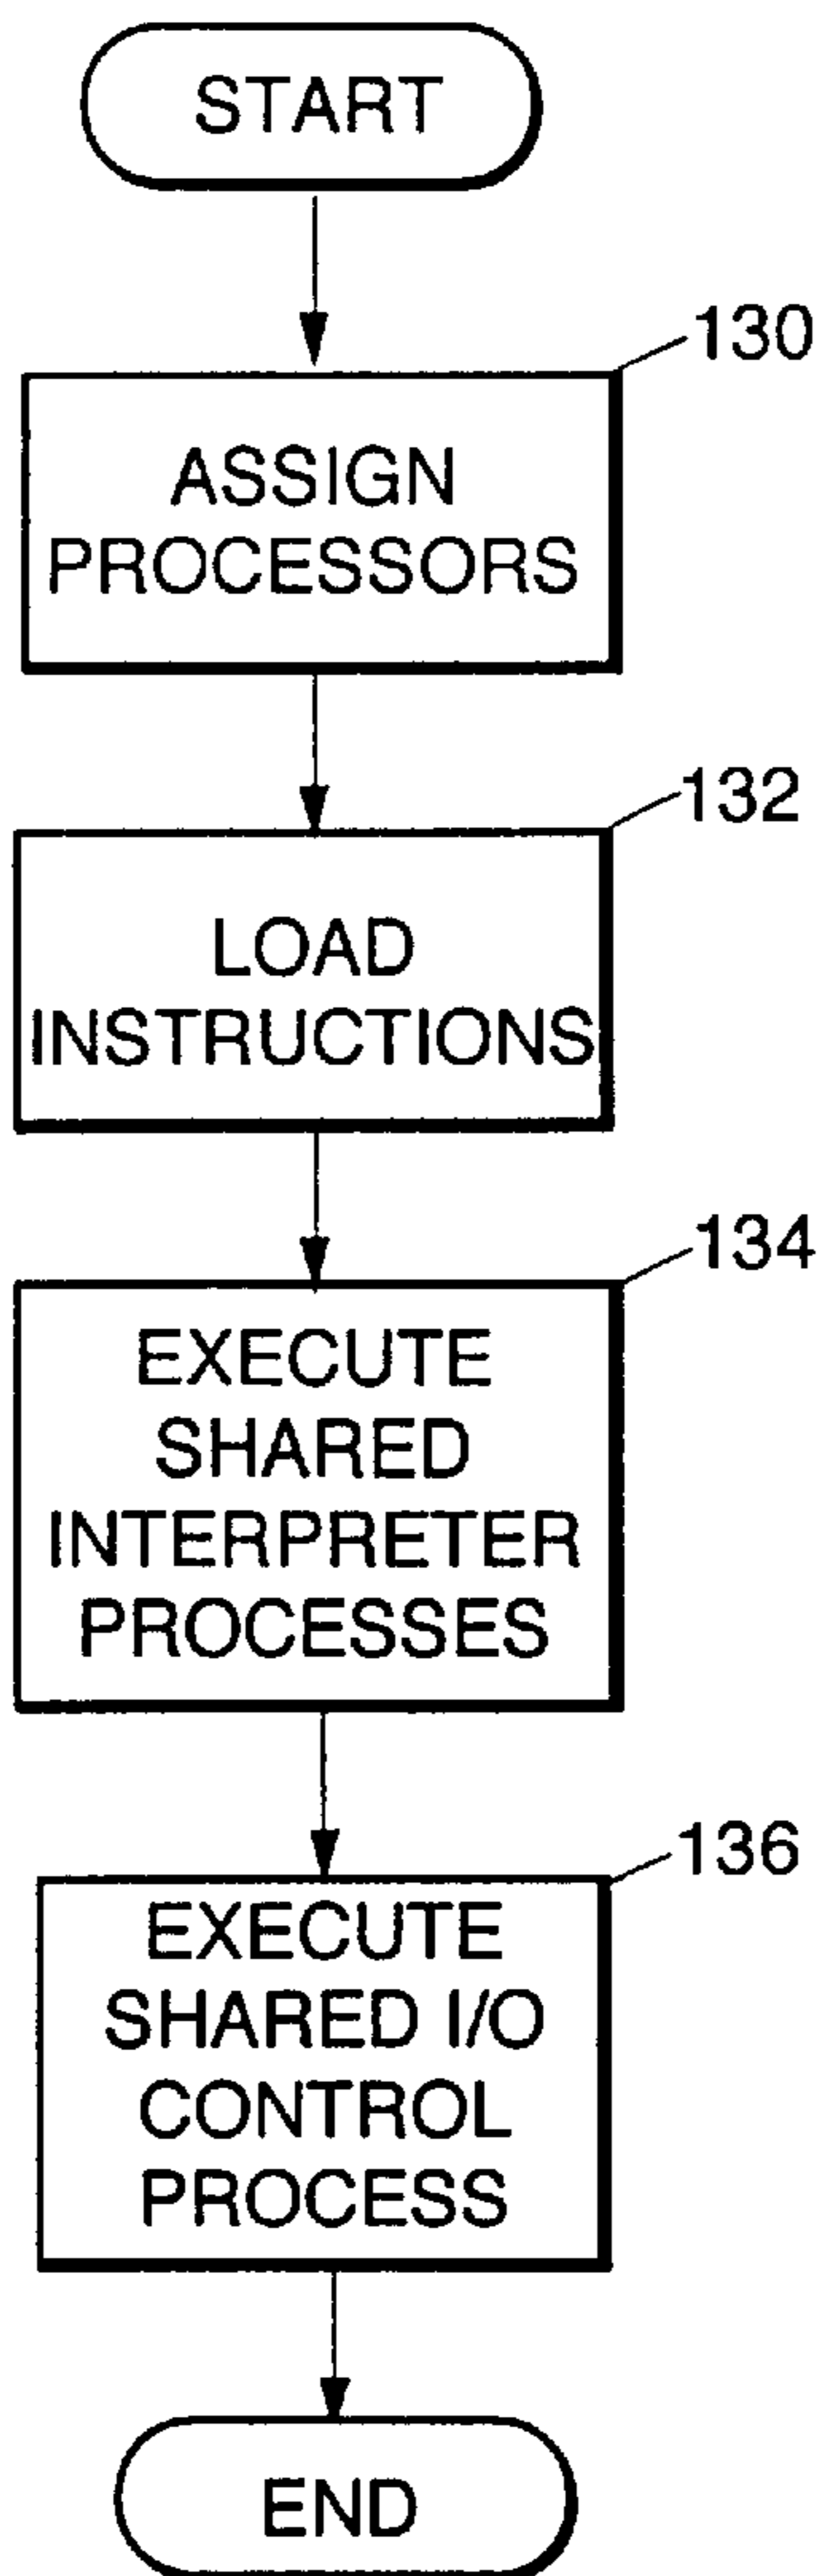 START
130
ASSIGN
PROCESSORS
132
LOAD
INSTRUCTIONS
134
EXECUTE
SHARED
INTERPRETER
PROCESSES
136
EXECUTE
SHARED I/O
CONTROL
PROCESS
END